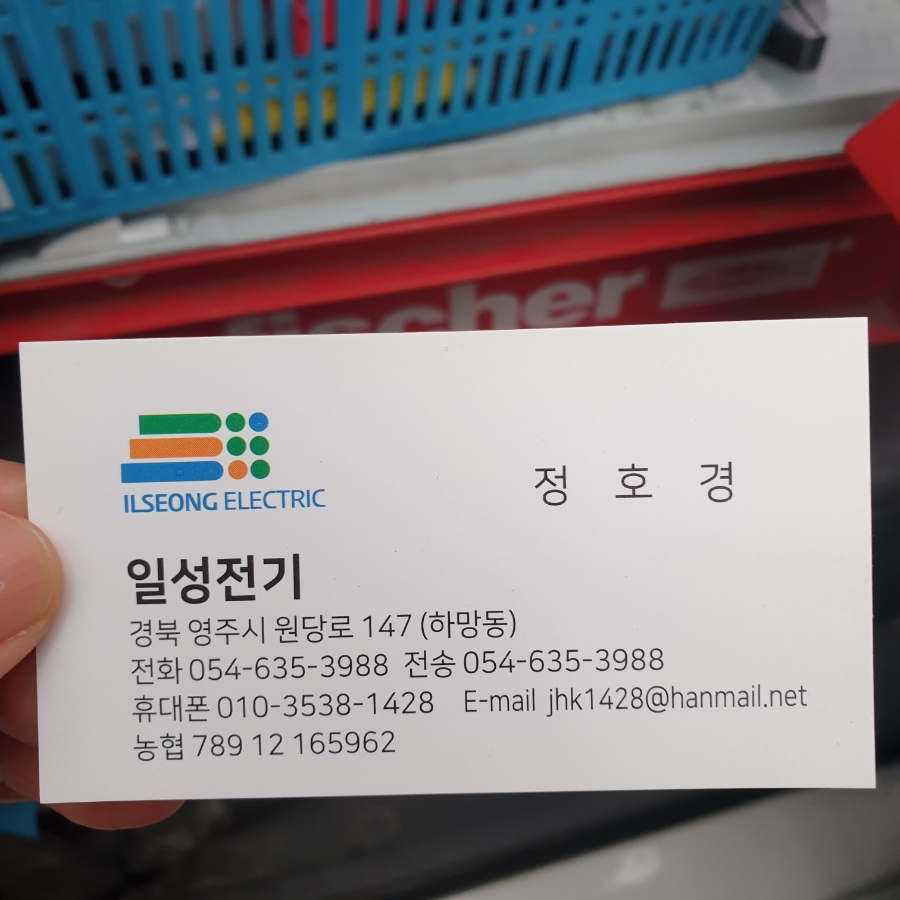 fischer
ILSEONG ELECTRIC
정 호 경
일성전기
경북 영주시 원당로 147 (하망동)
전화 054-635-3988 전송 054-635-3988
휴대폰 010-3538-1428 E-mail jhk1428@hanmail.net
농협 789 12 165962